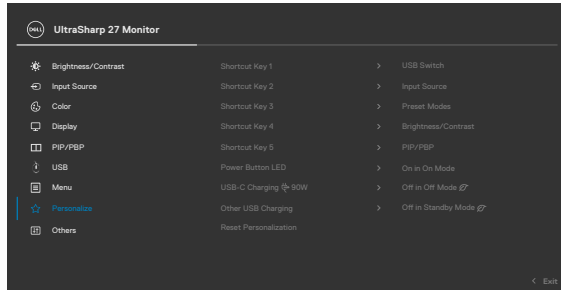 DELL UltraSharp 27 Monitor
Brightness/Contrast Shortcut Key 1 > USB Switch
Input Source Shortcut Key 2 > Input Source
Color Shortcut Key 3 > Preset Modes
Display Shortcut Key 4 > Brightness/Contrast
PIP/PBP Shortcut Key 5 > PIP/PBP
USB Power Button LED > On in On Mode
Menu USB-C Charging 90W > Off in Off Mode
Personalize Other USB Charging > Off in Standby Mode
Others Reset Personalization
< Exit